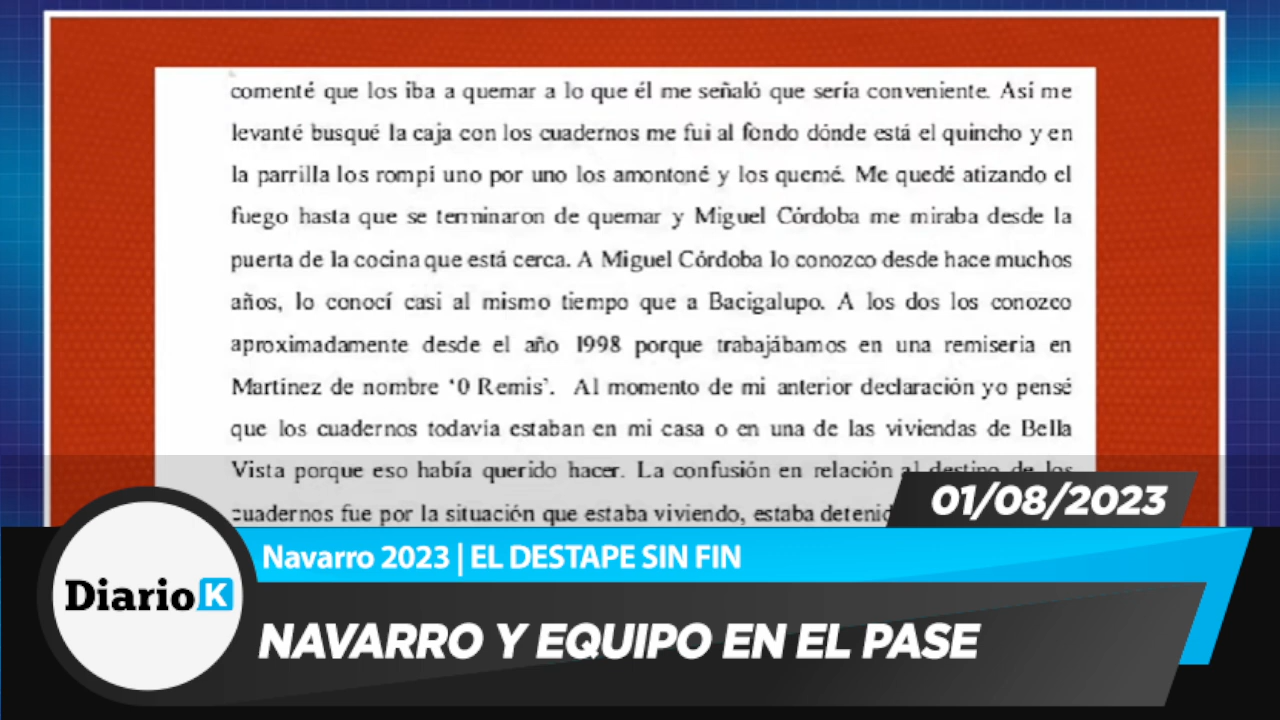 comenté que los iba a quemar a lo que él me señaló que sería conveniente. Así me
levanté busqué la caja con los cuadernos me fui al fondo dónde está el quincho y en
la parrilla los rompí uno por uno los amontoné y los quemé. Me quedé atizando el
fuego hasta que se terminaron de quemar y Miguel Córdoba me miraba desde la
puerta de la cocina que está cerca. A Miguel Córdoba lo conozco desde hace muchos
años, lo conocí casi al mismo tiempo que a Bacigalupo. A los dos los conozco
aproximadamente desde el año 1998 porque trabajábamos en una remiseria en
Martínez de nombre ‘0 Remis’. Al momento de mi anterior declaración yo pensé
que los cuadernos todavía estaban en mi casa o en una de las viviendas de Bella
Vista porque eso había querido hacer. La confusión en relación al destino de los
cuadernos fue por la situación que estaba viviendo, estaba
01/08/2023
Navarro 2023 | EL DESTAPE SIN FIN
DiarioK
NAVARRO Y EQUIPO EN EL PASE